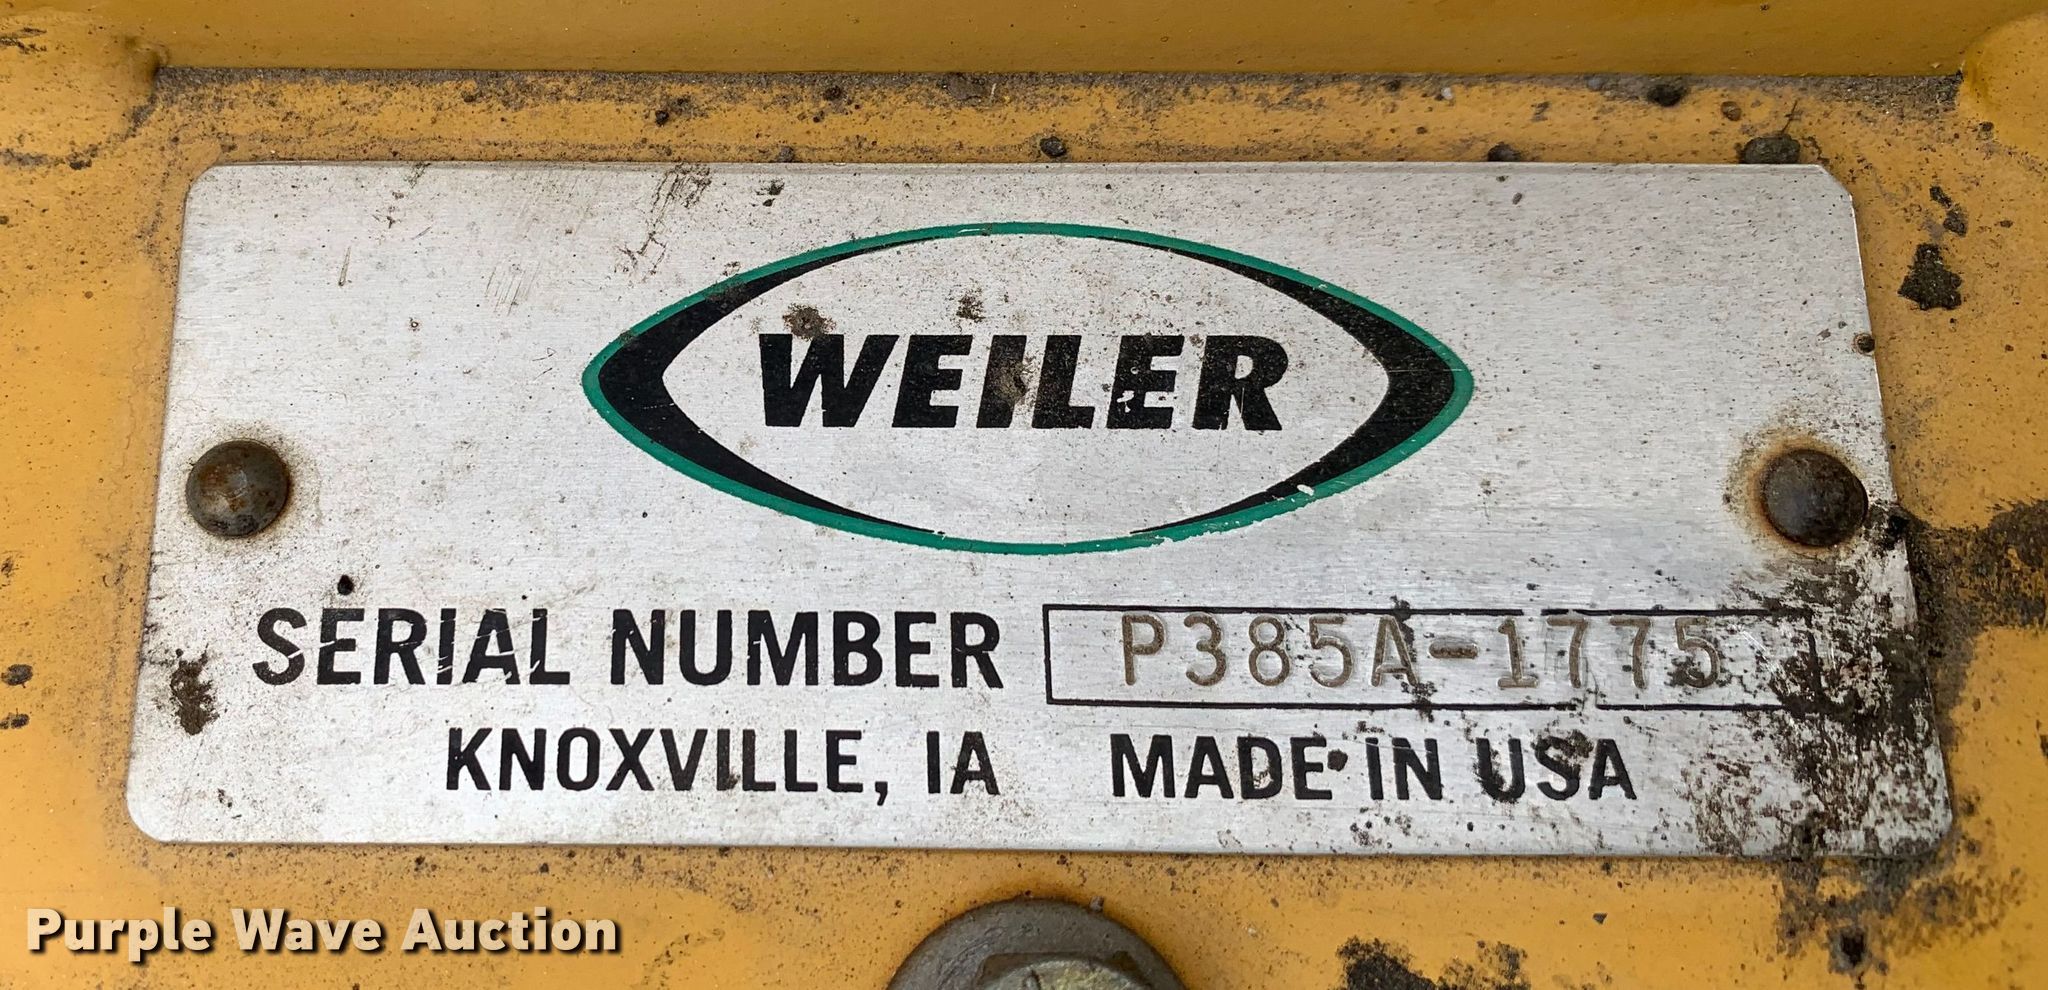 WEILER
SERIAL NUMBER P385A-1775
KNOXVILLE, IA MADE IN USA
Purple Wave Auction